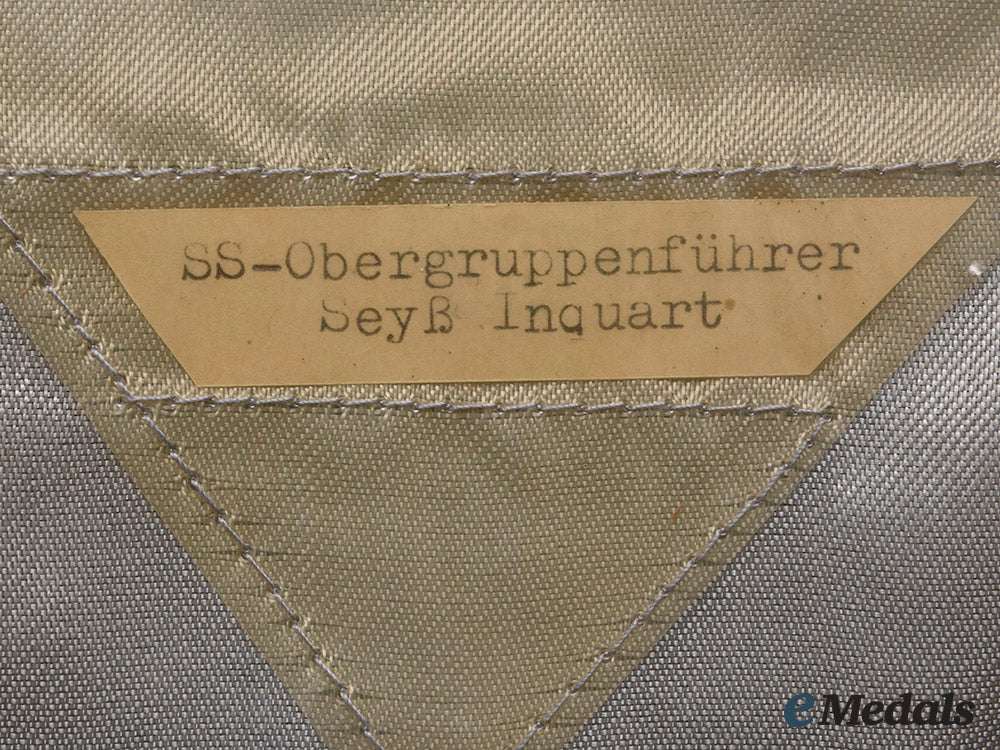 SS-Obergruppenführer
Seyß Inquart
eMedals